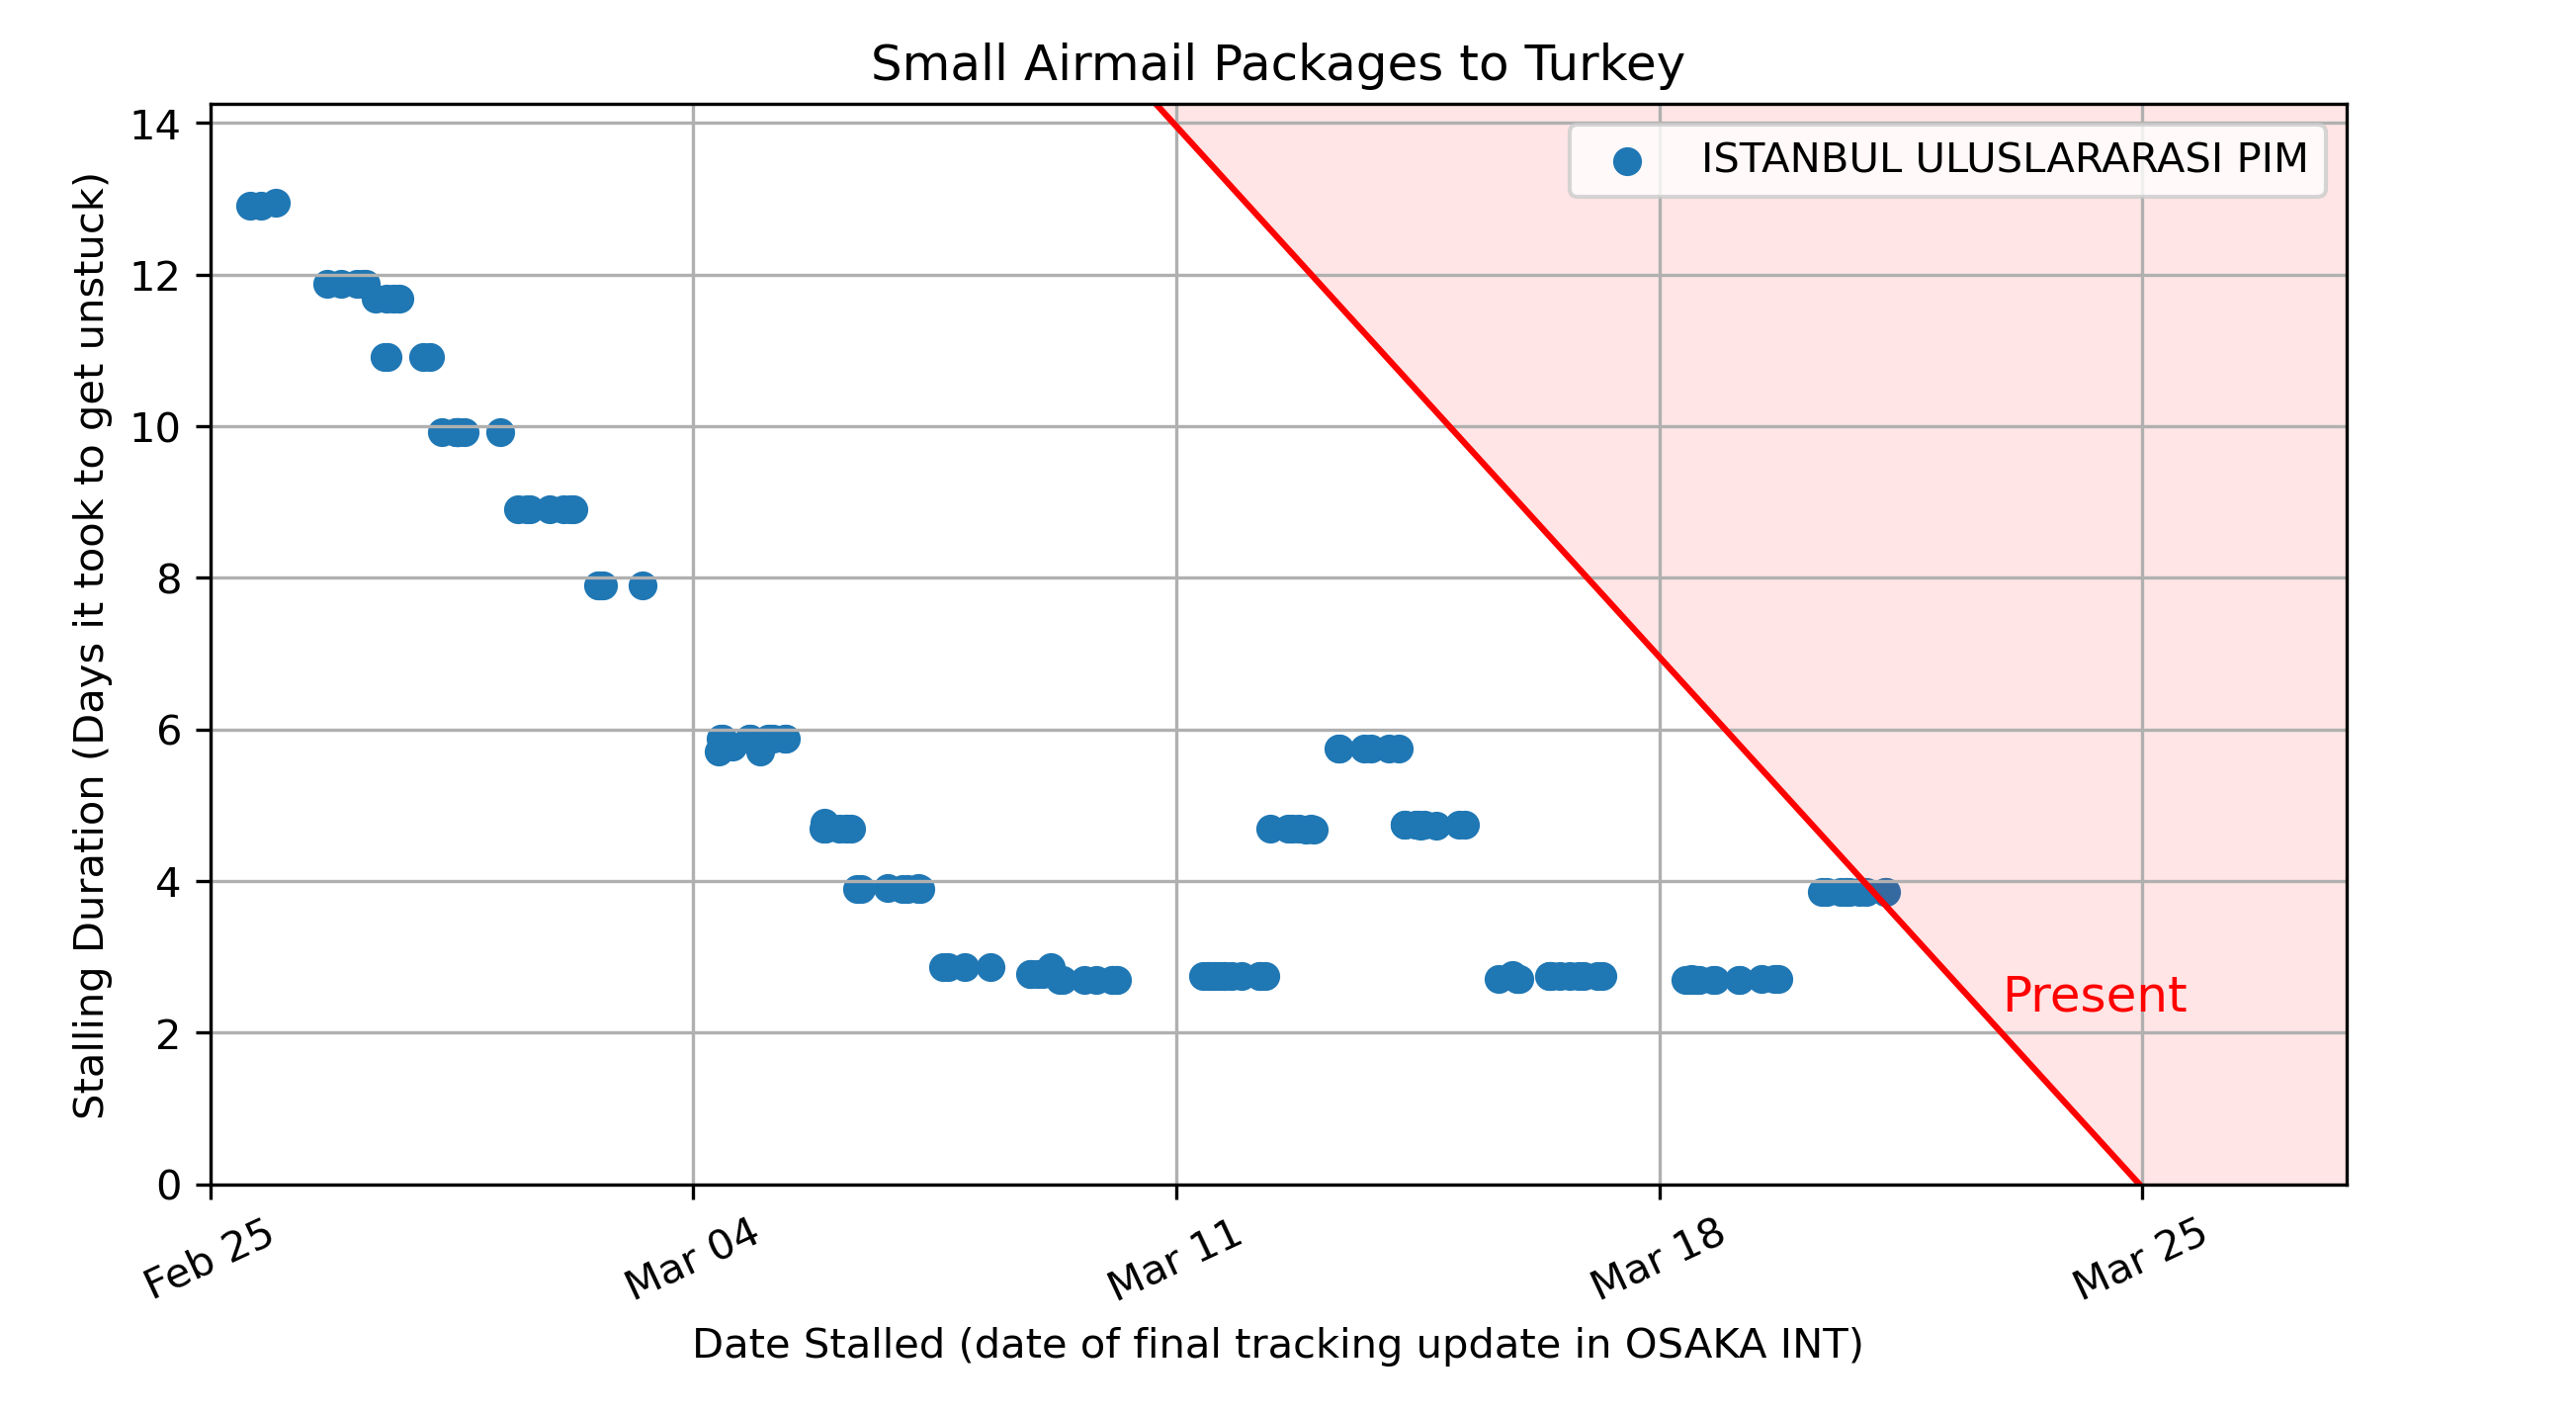 Small Airmail Packages to Turkey
14
12
10
8
6
4
2
0
Stalling Duration (Days it took to get unstuck)
ISTANBUL ULUSLARARASI PIM
Present
Feb 25
Mar 04
Mar 11
Mar 18
Mar 25
Date Stalled (date of final tracking update in OSAKA INT)